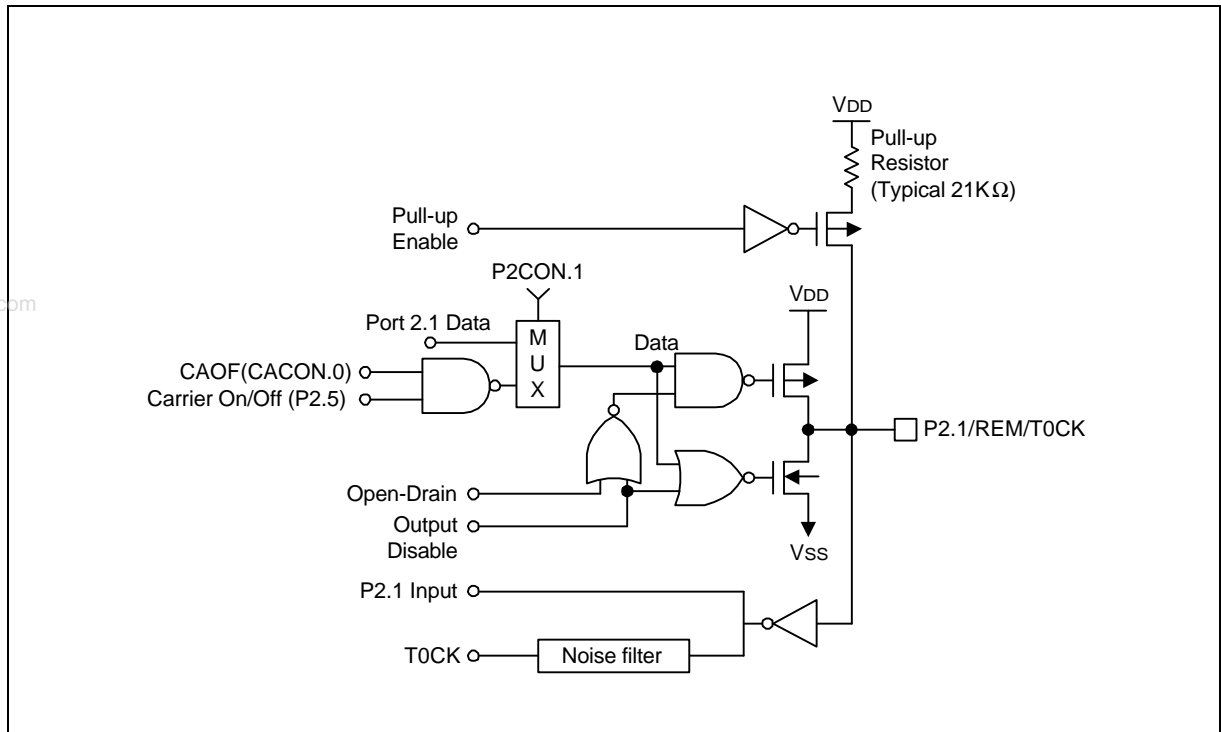 VDD
Pull-up
Resistor
(Typical 21KΩ)
Pull-up
Enable
P2CON.1
VDD
com
Port 2.1 Data
M
U
X
Data
CAOF(CACON.0)
Carrier On/Off (P2.5)
P2.1/REM/T0CK
Open-Drain
Output
Disable
VSS
P2.1 Input
T0CK
Noise filter